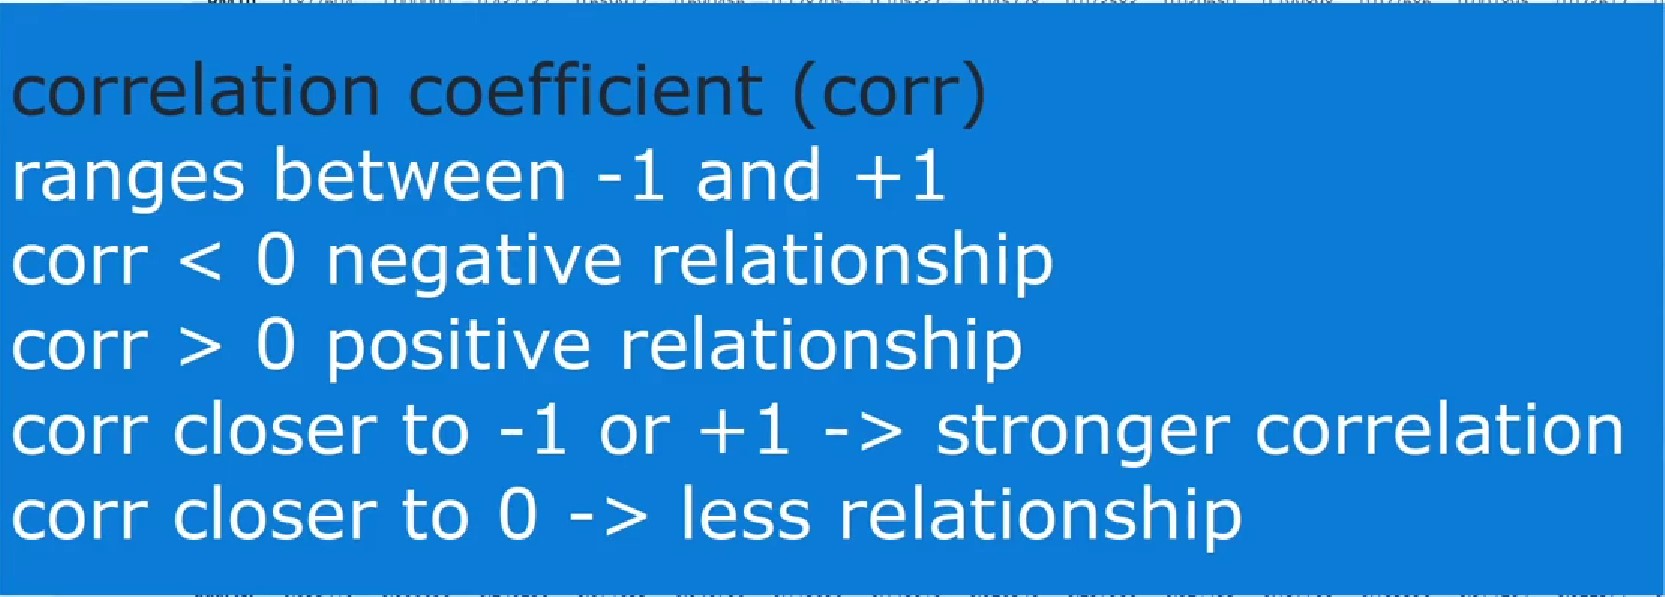 correlation coefficient (corr)
ranges between -1 and +1
corr < 0 negative relationship
corr > 0 positive relationship
corr closer to -1 or +1 -> stronger correlation
corr closer to 0 -> less relationship